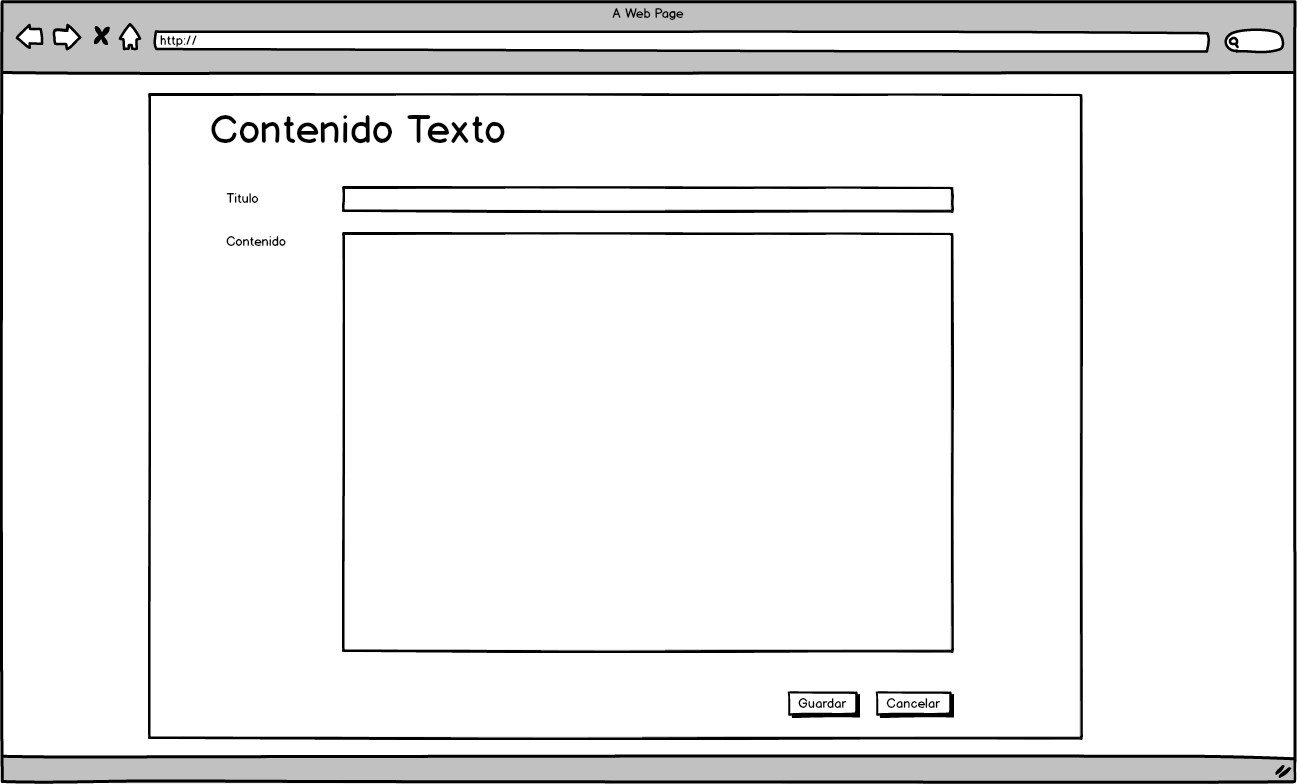 A Web Page
http://
Contenido Texto
Titulo
Contenido
Guardar
Cancelar